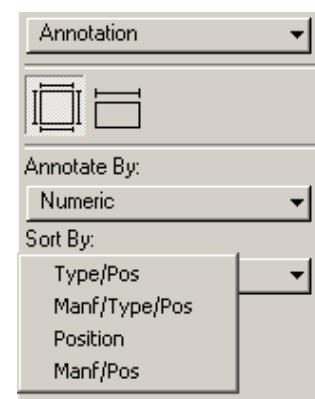 Annotation
Annotate By:
Numeric
Sort By:
Type/Pos
Manf/Type/Pos
Position
Manf/Pos